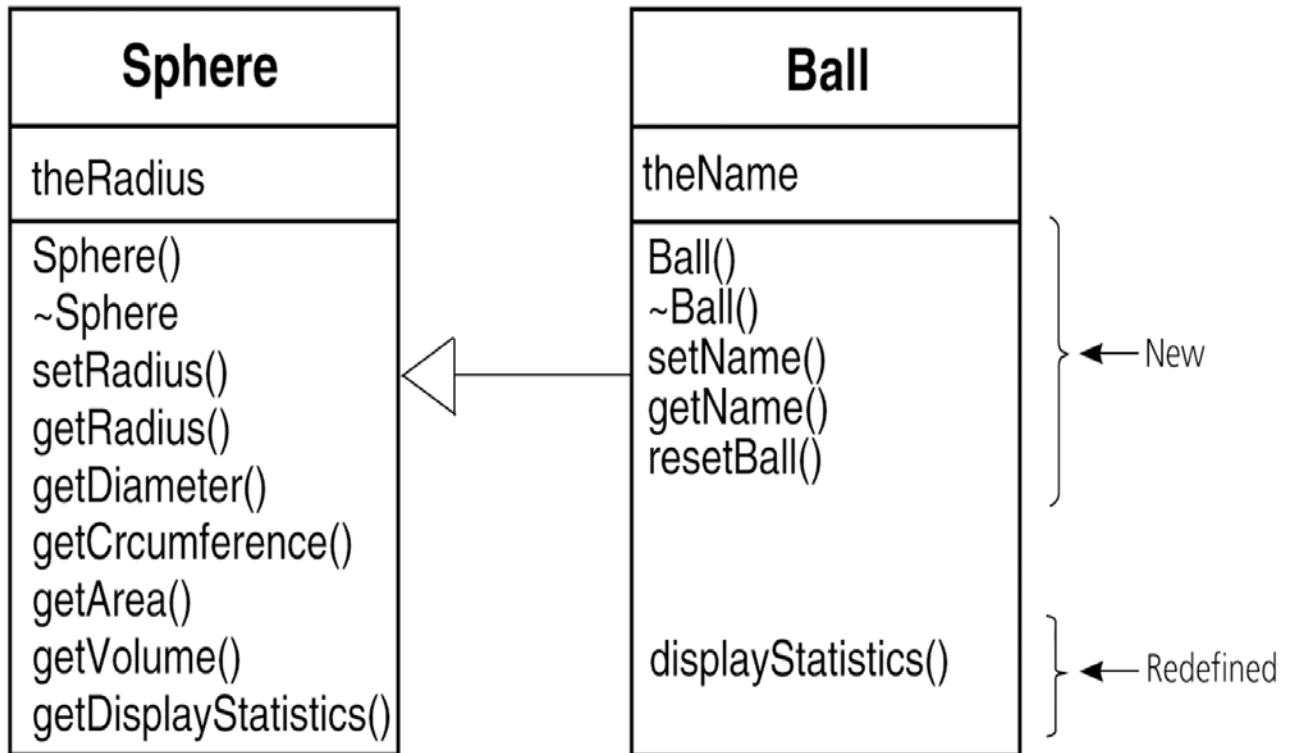 Sphere
theRadius
Sphere()
~Sphere
setRadius()
getRadius()
getDiameter()
getCrcumference()
getArea()
getVolume()
getDisplayStatistics()
Ball
theName
Ball()
~Ball()
setName()
getName()
resetBall()
displayStatistics()
New
Redefined